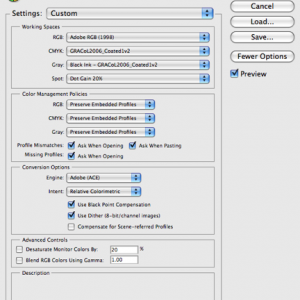 Settings: Custom
Cancel
Load...
Save...
Fewer Options
Preview
Working Spaces
RGB: Adobe RGB (1998)
CMYK: GRACoL2006_Coated1v2
Gray: Black Ink - GRACoL2006_Coated1v2
Spot: Dot Gain 20%
Color Management Policies
RGB: Preserve Embedded Profiles
CMYK: Preserve Embedded Profiles
Gray: Preserve Embedded Profiles
Profile Mismatches: Ask When Opening Ask When Pasting
Missing Profiles: Ask When Opening
Conversion Options
Engine: Adobe (ACE)
Intent: Relative Colorimetric
Use Black Point Compensation
Use Dither (8-bit/channel images)
Compensate for Scene-referred Profiles
Advanced Controls
Desaturate Monitor Colors By: 20 %
Blend RGB Colors Using Gamma: 1.00
Description